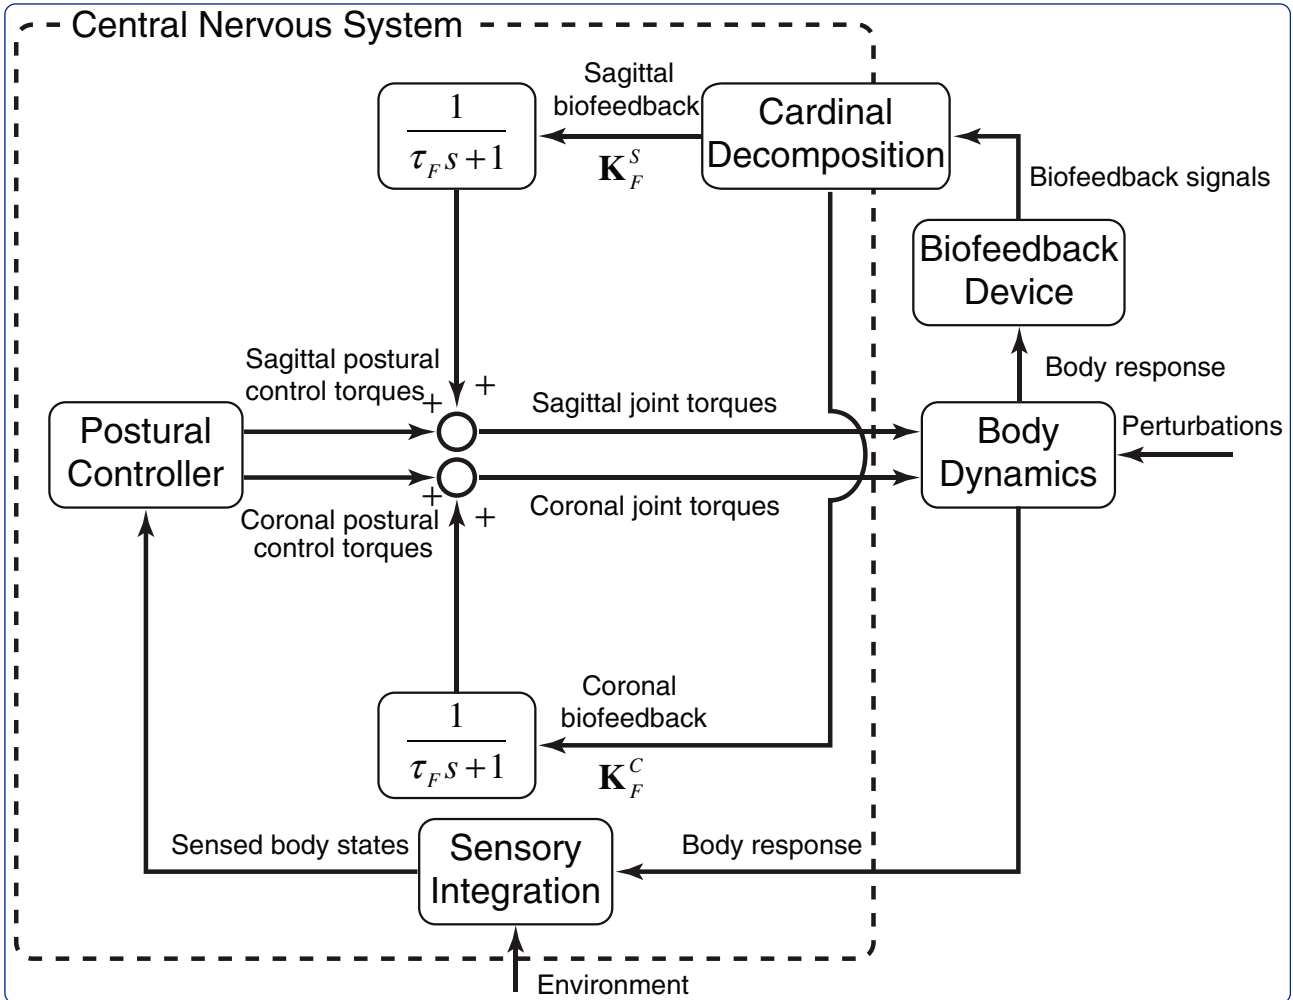 Central Nervous System
Sagittal
biofeedback
1
τ_F s + 1
K_F^S
Cardinal
Decomposition
Biofeedback signals
Biofeedback
Device
Body response
Sagittal postural
control torques
+
+
Sagittal joint torques
Postural
Controller
Body
Dynamics
Perturbations
+
+
Coronal postural
control torques
Coronal joint torques
Coronal
biofeedback
1
τ_F s + 1
K_F^C
Sensed body states
Sensory
Integration
Body response
Environment